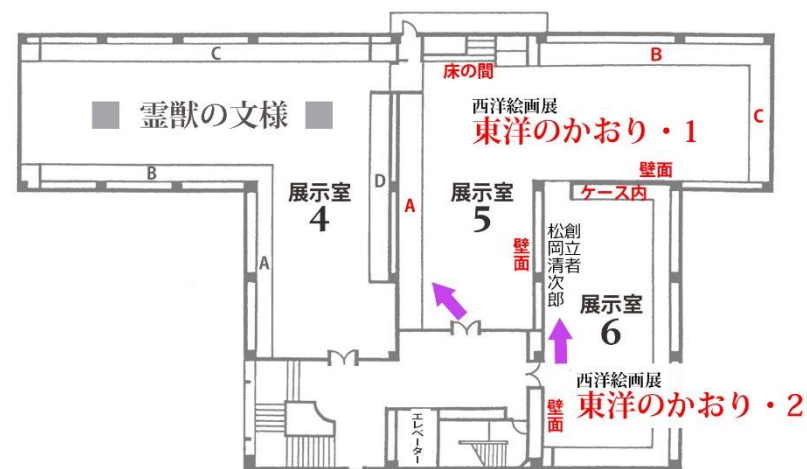 C
霊獣の文様
B
A
D
展示室
4
床の間
B
西洋絵画展
東洋のかおり・1
C
壁面
A
展示室
5
壁面
ケース内
創立者
松岡清次郎
展示室
6
西洋絵画展
東洋のかおり・2
壁面
エレベーター